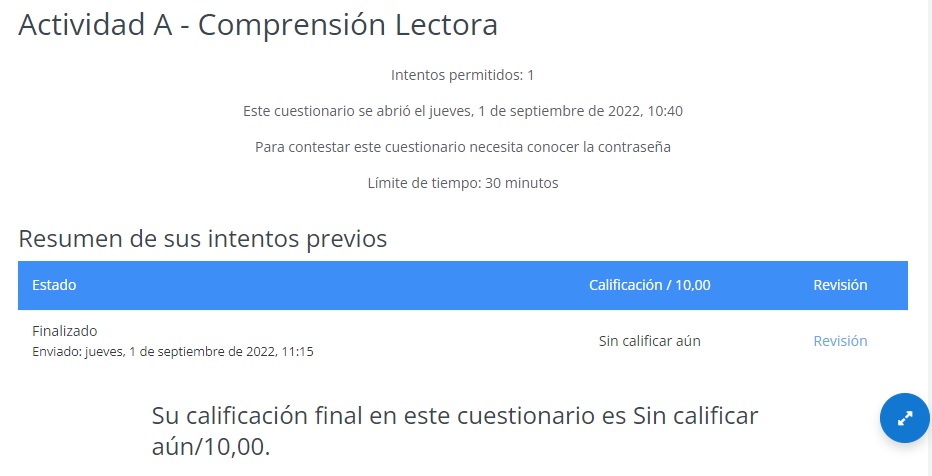 Actividad A - Comprensión Lectora
Intentos permitidos: 1
Este cuestionario se abrió el jueves, 1 de septiembre de 2022, 10:40
Para contestar este cuestionario necesita conocer la contraseña
Límite de tiempo: 30 minutos
Resumen de sus intentos previos
Estado Calificación / 10,00 Revisión
Finalizado
Enviado: jueves, 1 de septiembre de 2022, 11:15
Sin calificar aún Revisión
Su calificación final en este cuestionario es Sin calificar
aún/10,00.